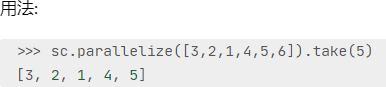 用法:
>>> sc.parallelize([3,2,1,4,5,6]).take(5)
[3, 2, 1, 4, 5]